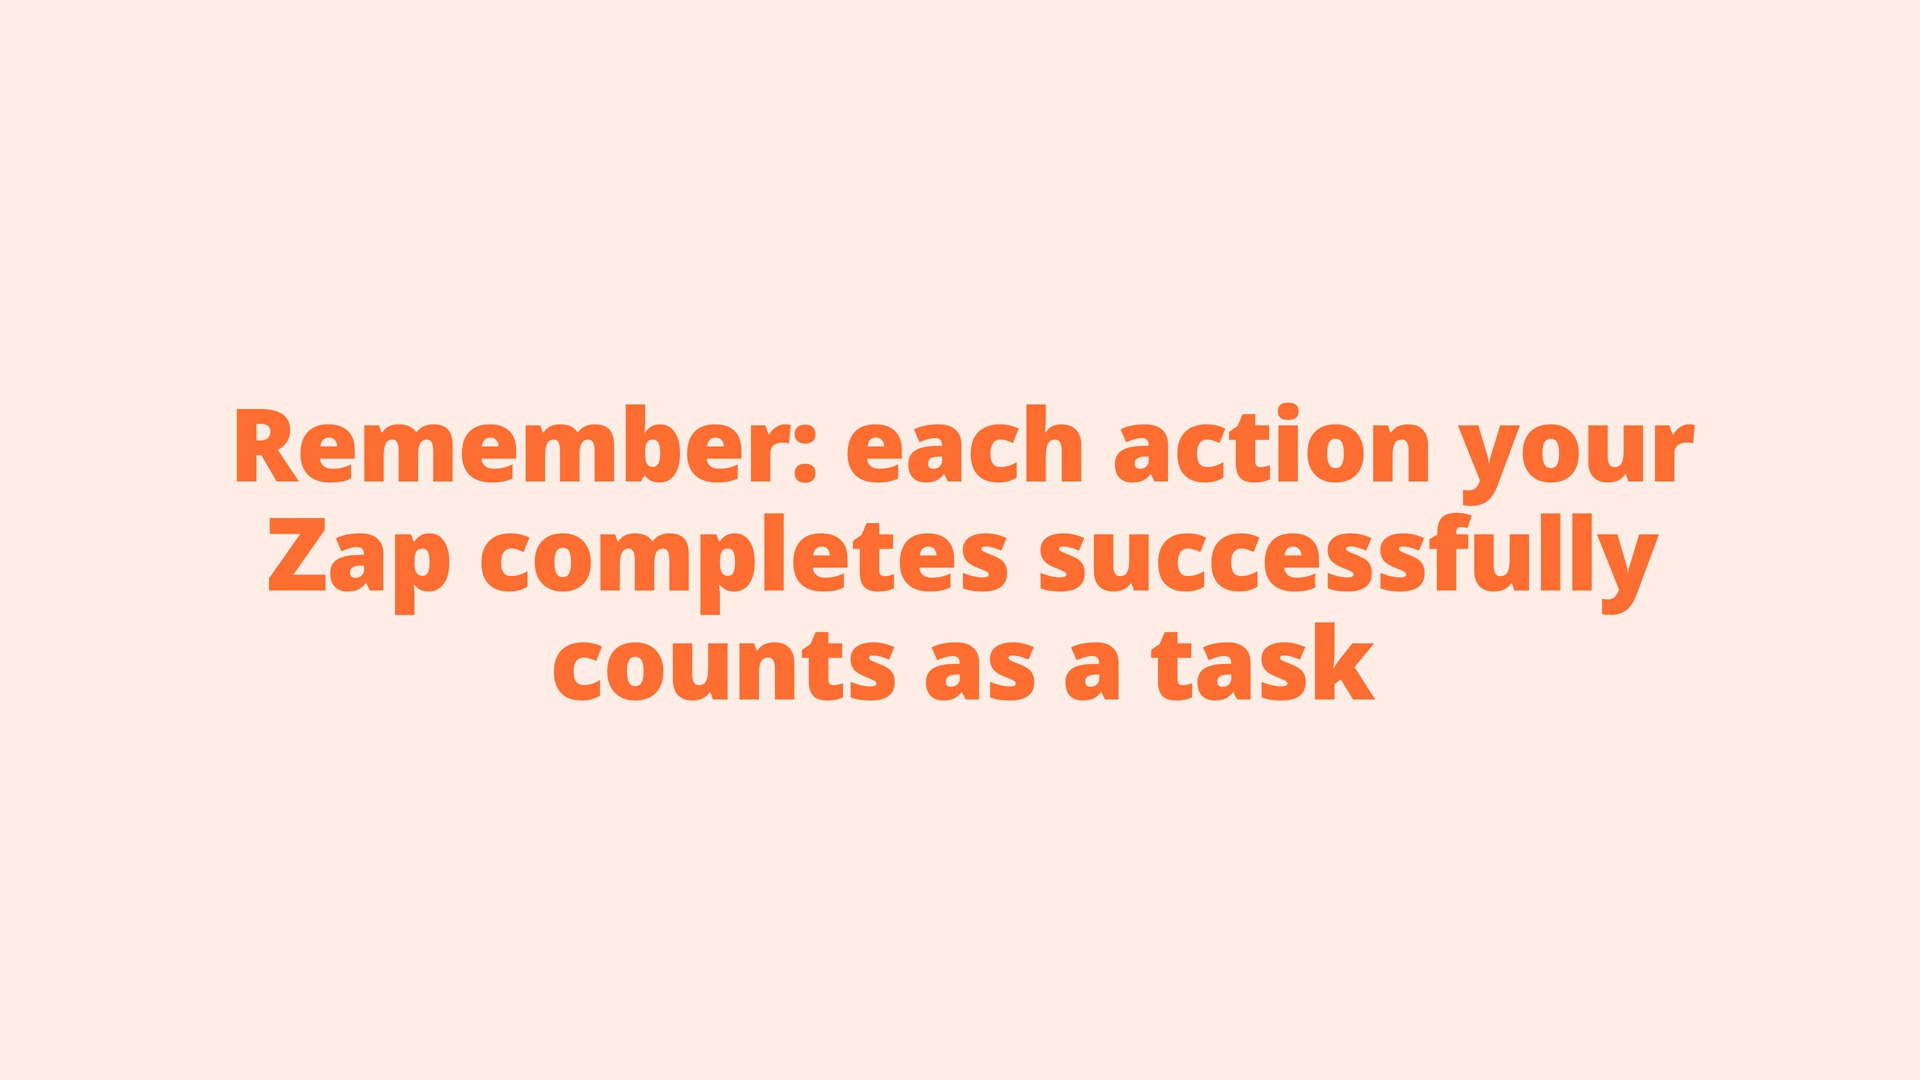 Remember: each action your
Zap completes successfully
counts as a task